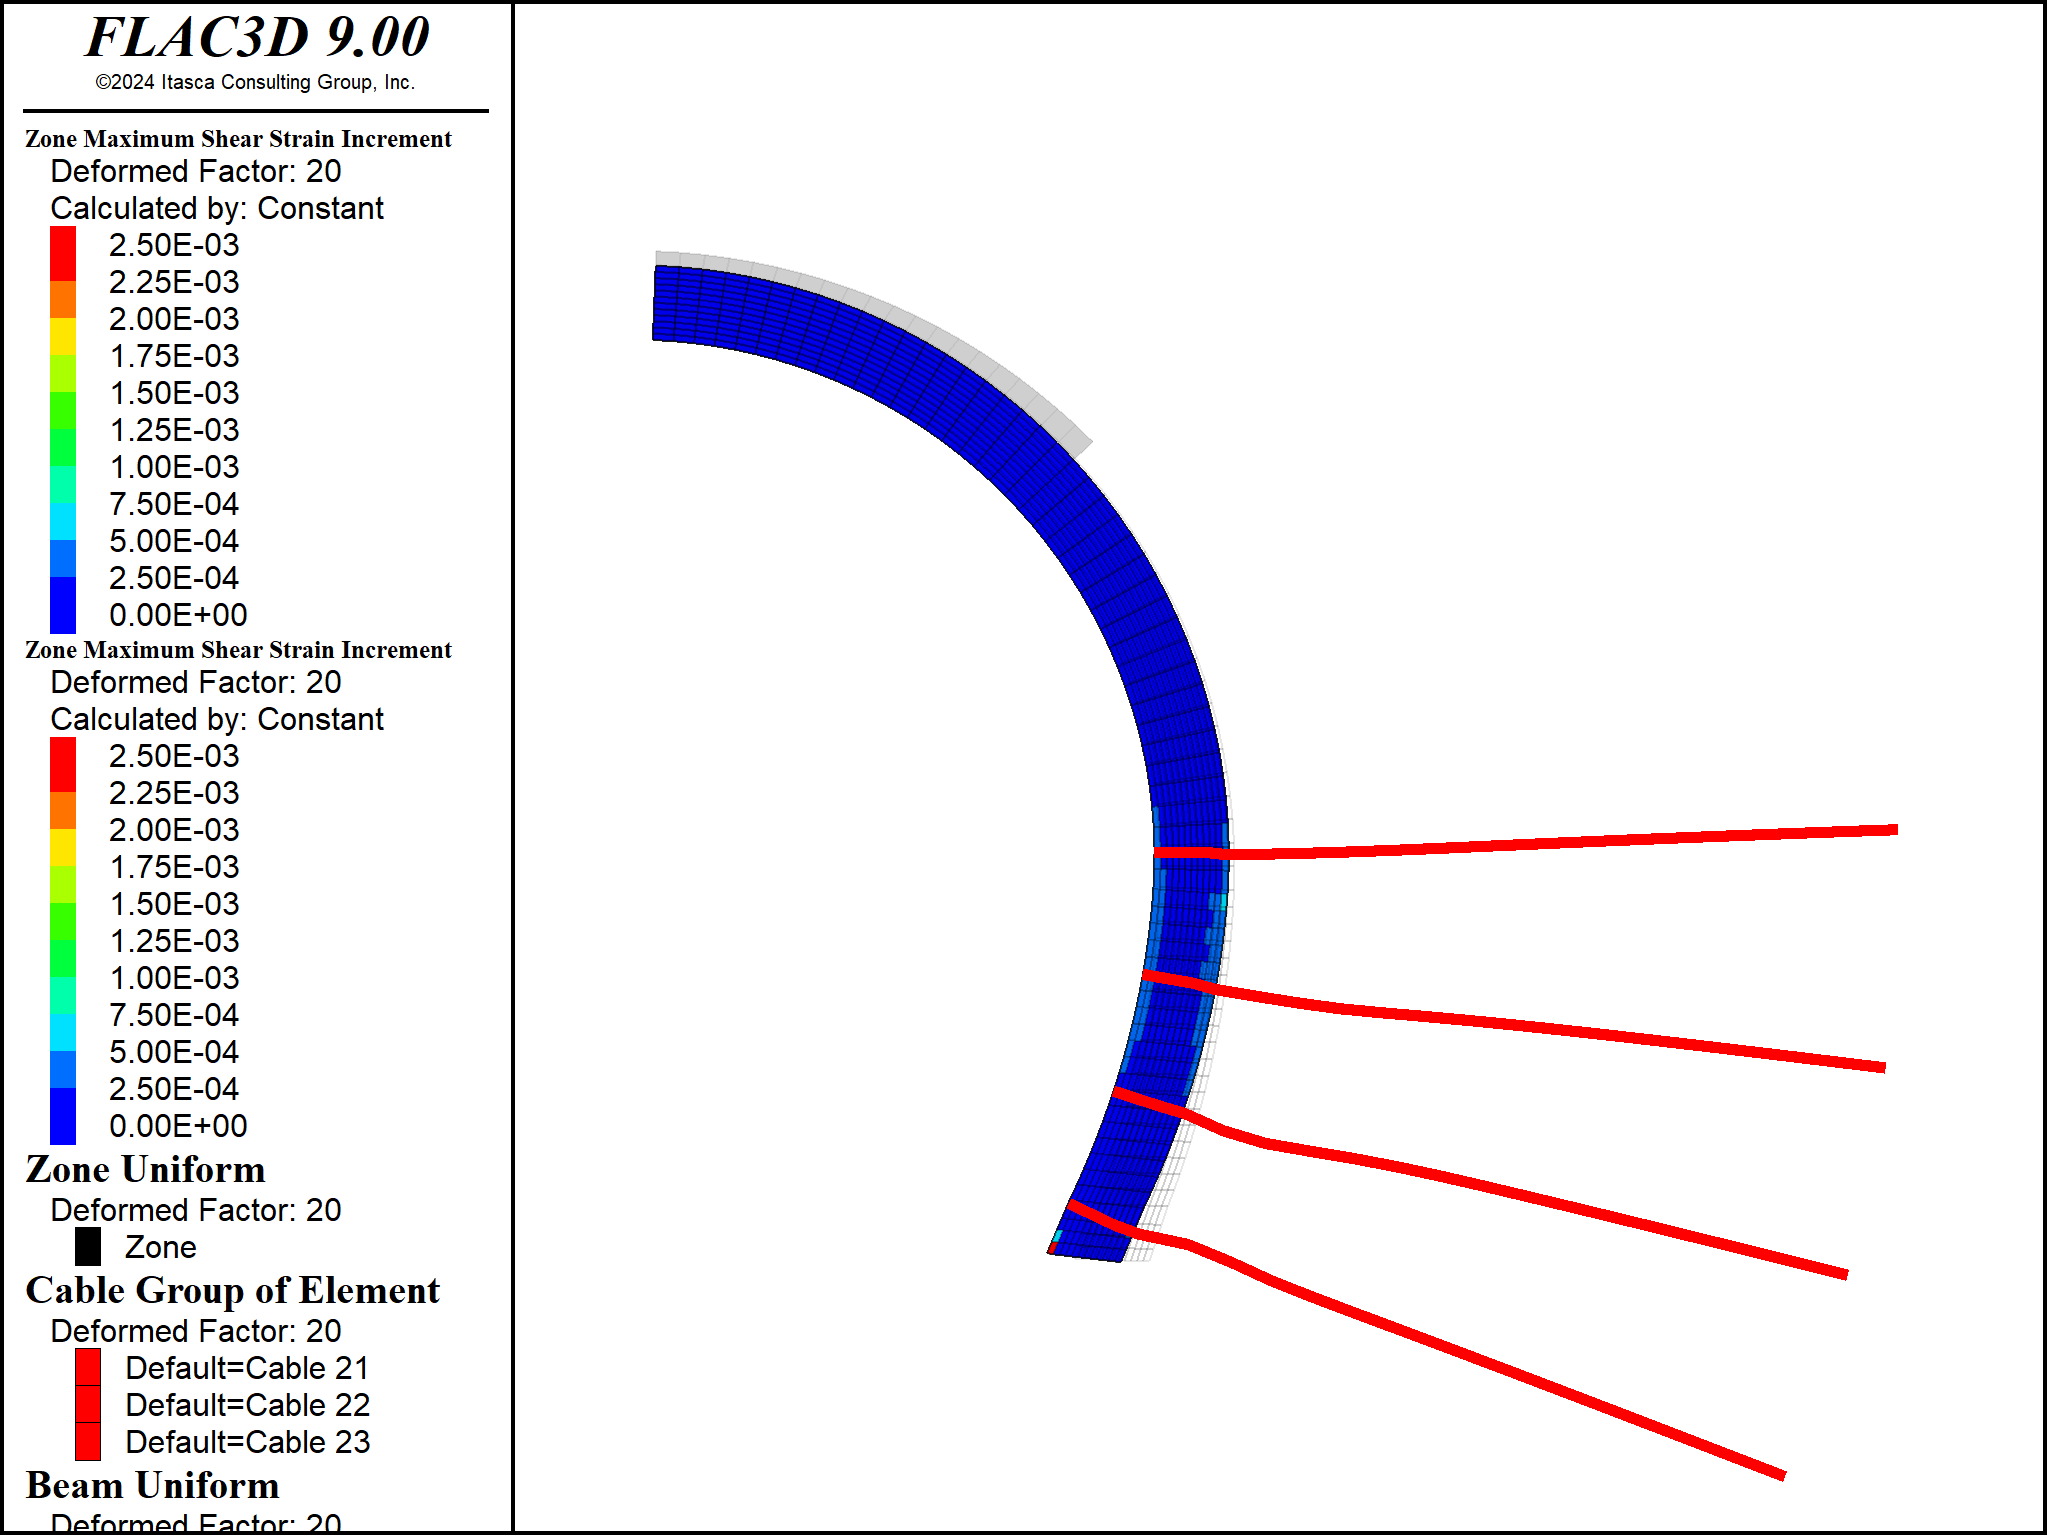 FLAC3D 9.00
©2024 Itasca Consulting Group, Inc.
Zone Maximum Shear Strain Increment
Deformed Factor: 20
Calculated by: Constant
2.50E-03
2.25E-03
2.00E-03
1.75E-03
1.50E-03
1.25E-03
1.00E-03
7.50E-04
5.00E-04
2.50E-04
0.00E+00
Zone Maximum Shear Strain Increment
Deformed Factor: 20
Calculated by: Constant
2.50E-03
2.25E-03
2.00E-03
1.75E-03
1.50E-03
1.25E-03
1.00E-03
7.50E-04
5.00E-04
2.50E-04
0.00E+00
Zone Uniform
Deformed Factor: 20
Zone
Cable Group of Element
Deformed Factor: 20
Default=Cable 21
Default=Cable 22
Default=Cable 23
Beam Uniform
Deformed Factor: 20